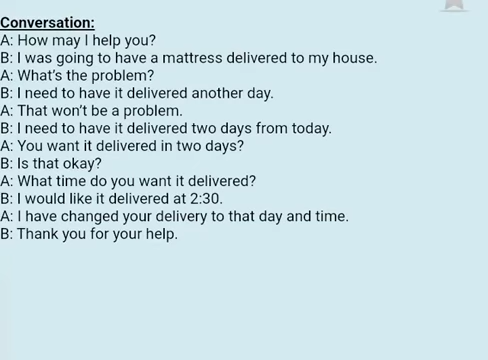 Conversation:
A: How may I help you?
B: I was going to have a mattress delivered to my house.
A: What's the problem?
B: I need to have it delivered another day.
A: That won't be a problem.
B: I need to have it delivered two days from today.
A: You want it delivered in two days?
B: Is that okay?
A: What time do you want it delivered?
B: I would like it delivered at 2:30.
A: I have changed your delivery to that day and time.
B: Thank you for your help.